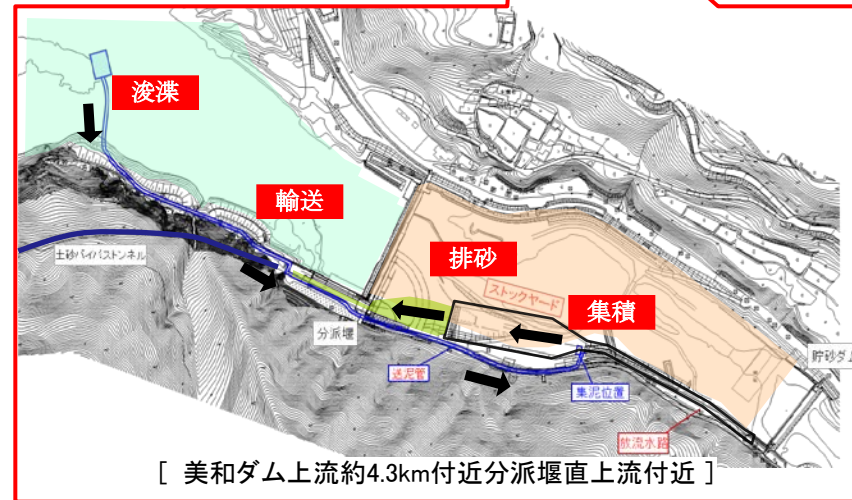 浚渫
輸送
土砂バイパストンネル
排砂
ストックヤード
集積
分派堰
貯砂ダム
送泥管
集泥位置
放流水路
[ 美和ダム上流約4.3km付近分派堰直上流付近 ]